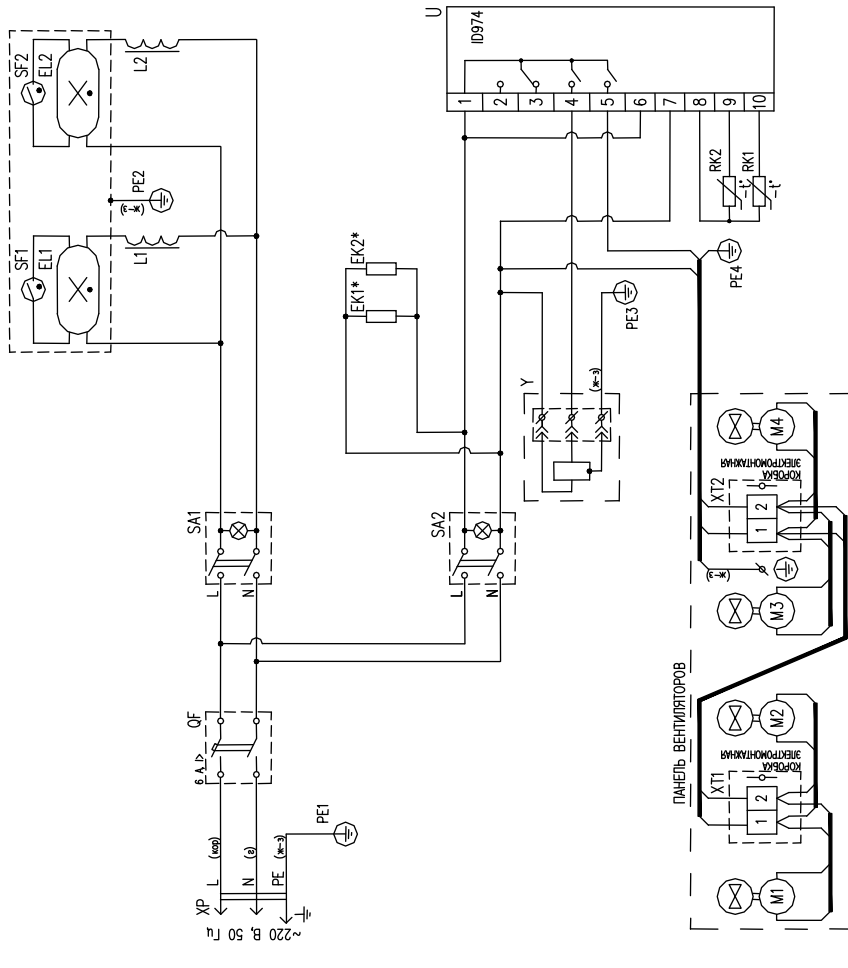 U
ID974
1
2
3
4
5
6
7
8
9
10
SF2
EL2
L2
PE2
(ж-з)
SF1
EL1
L1
EK2*
EK1*
RK2
-t°
RK1
-t°
PE4
PE3
(ж-з)
Y
SA1
L
N
SA2
L
N
QF
6 А
I>
PE1
XP
L
(кор)
N
(г)
PE
(ж-з)
~220 В, 50 Гц
ПАНЕЛЬ ВЕНТИЛЯТОРОВ
M4
КОРОБКА
ЭЛЕКТРОМОНТАЖНАЯ
XT2
1
2
(ж-з)
M3
M2
КОРОБКА
ЭЛЕКТРОМОНТАЖНАЯ
XT1
1
2
M1